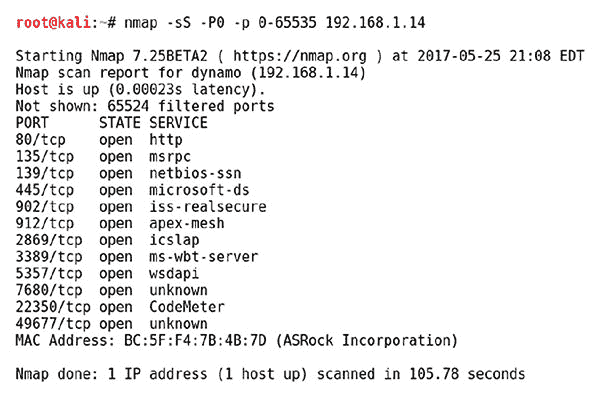 root@kali:~# nmap -sS -P0 -p 0-65535 192.168.1.14
Starting Nmap 7.25BETA2 ( https://nmap.org ) at 2017-05-25 21:08 EDT
Nmap scan report for dynamo (192.168.1.14)
Host is up (0.00023s latency).
Not shown: 65524 filtered ports
PORT STATE SERVICE
80/tcp open http
135/tcp open msrpc
139/tcp open netbios-ssn
445/tcp open microsoft-ds
902/tcp open iss-realsecure
912/tcp open apex-mesh
2869/tcp open icslap
3389/tcp open ms-wbt-server
5357/tcp open wsdapi
7680/tcp open unknown
22350/tcp open CodeMeter
49677/tcp open unknown
MAC Address: BC:5F:F4:7B:4B:7D (ASRock Incorporation)
Nmap done: 1 IP address (1 host up) scanned in 105.78 seconds